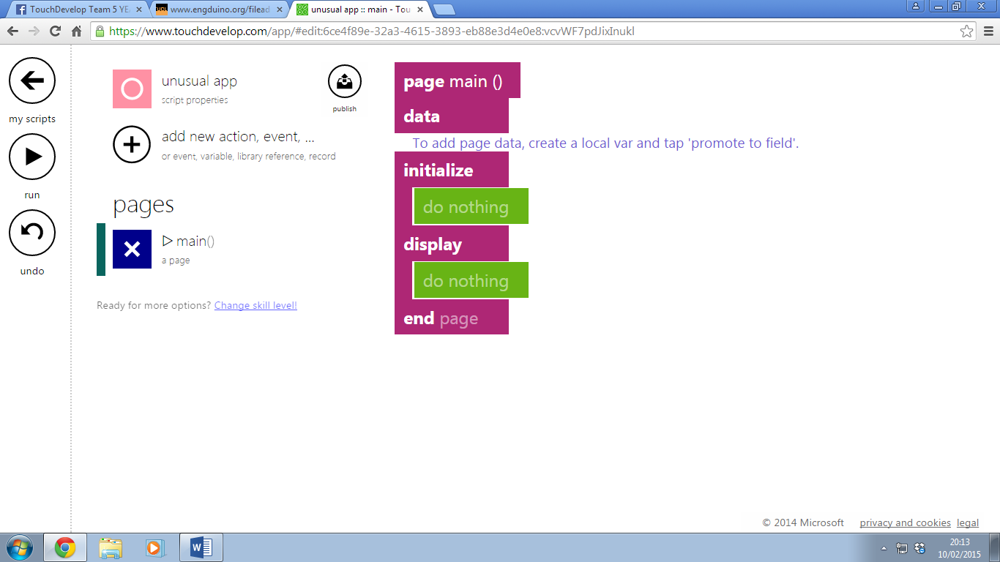 TouchDevelop Team 5 YEA
www.engduino.org/filead
unusual app :: main - Tou
https://www.touchdevelop.com/app/#edit:6ce4f89e-32a3-4615-3893-eb88e3d4e0e8:vcvWF7pdJixInukl
my scripts
run
undo
unusual app
script properties
publish
add new action, event, ...
or event, variable, library reference, record
pages
main()
a page
Ready for more options? Change skill level!
page main ()
data
To add page data, create a local var and tap 'promote to field'.
initialize
do nothing
display
do nothing
end page
© 2014 Microsoft privacy and cookies legal
20:13
10/02/2015